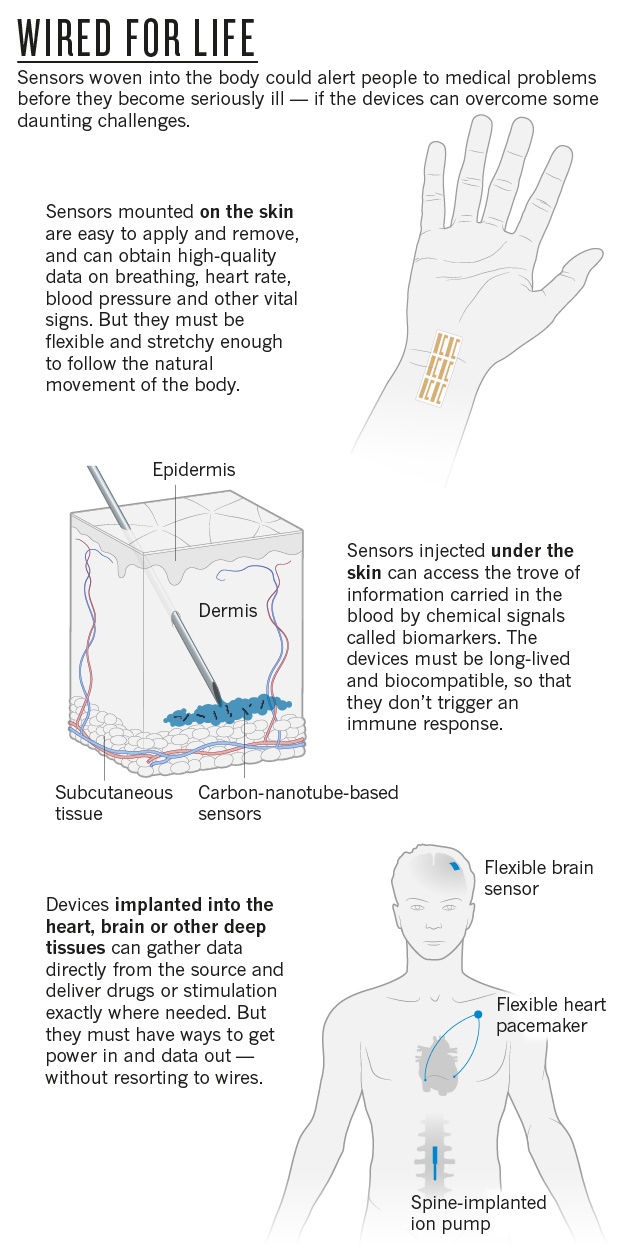 WIRED FOR LIFE
Sensors woven into the body could alert people to medical problems
before they become seriously ill — if the devices can overcome some
daunting challenges.
Sensors mounted on the skin
are easy to apply and remove,
and can obtain high-quality
data on breathing, heart rate,
blood pressure and other vital
signs. But they must be
flexible and stretchy enough
to follow the natural
movement of the body.
Epidermis
Dermis
Subcutaneous
tissue
Carbon-nanotube-based
sensors
Sensors injected under the
skin can access the trove of
information carried in the
blood by chemical signals
called biomarkers. The
devices must be long-lived
and biocompatible, so that
they don’t trigger an
immune response.
Devices implanted into the
heart, brain or other deep
tissues can gather data
directly from the source and
deliver drugs or stimulation
exactly where needed. But
they must have ways to get
power in and data out —
without resorting to wires.
Flexible brain
sensor
Flexible heart
pacemaker
Spine-implanted
ion pump